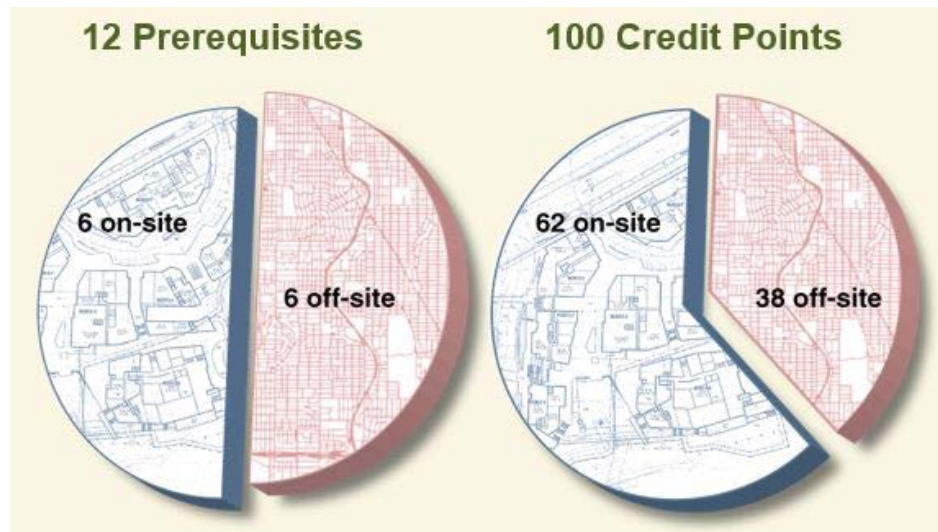 12 Prerequisites
100 Credit Points
6 on-site
6 off-site
62 on-site
38 off-site